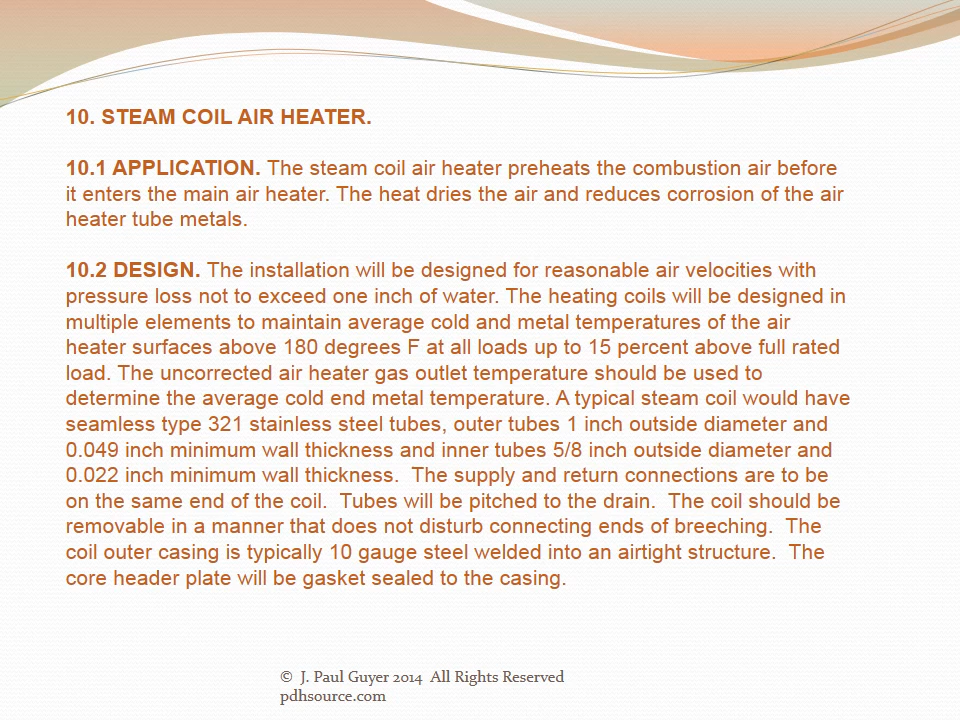 10. STEAM COIL AIR HEATER.
10.1 APPLICATION. The steam coil air heater preheats the combustion air before
it enters the main air heater. The heat dries the air and reduces corrosion of the air
heater tube metals.
10.2 DESIGN. The installation will be designed for reasonable air velocities with
pressure loss not to exceed one inch of water. The heating coils will be designed in
multiple elements to maintain average cold and metal temperatures of the air
heater surfaces above 180 degrees F at all loads up to 15 percent above full rated
load. The uncorrected air heater gas outlet temperature should be used to
determine the average cold end metal temperature. A typical steam coil would have
seamless type 321 stainless steel tubes, outer tubes 1 inch outside diameter and
0.049 inch minimum wall thickness and inner tubes 5/8 inch outside diameter and
0.022 inch minimum wall thickness.  The supply and return connections are to be
on the same end of the coil.  Tubes will be pitched to the drain.  The coil should be
removable in a manner that does not disturb connecting ends of breeching.  The
coil outer casing is typically 10 gauge steel welded into an airtight structure.  The
core header plate will be gasket sealed to the casing.
© J. Paul Guyer 2014  All Rights Reserved
pdhsource.com